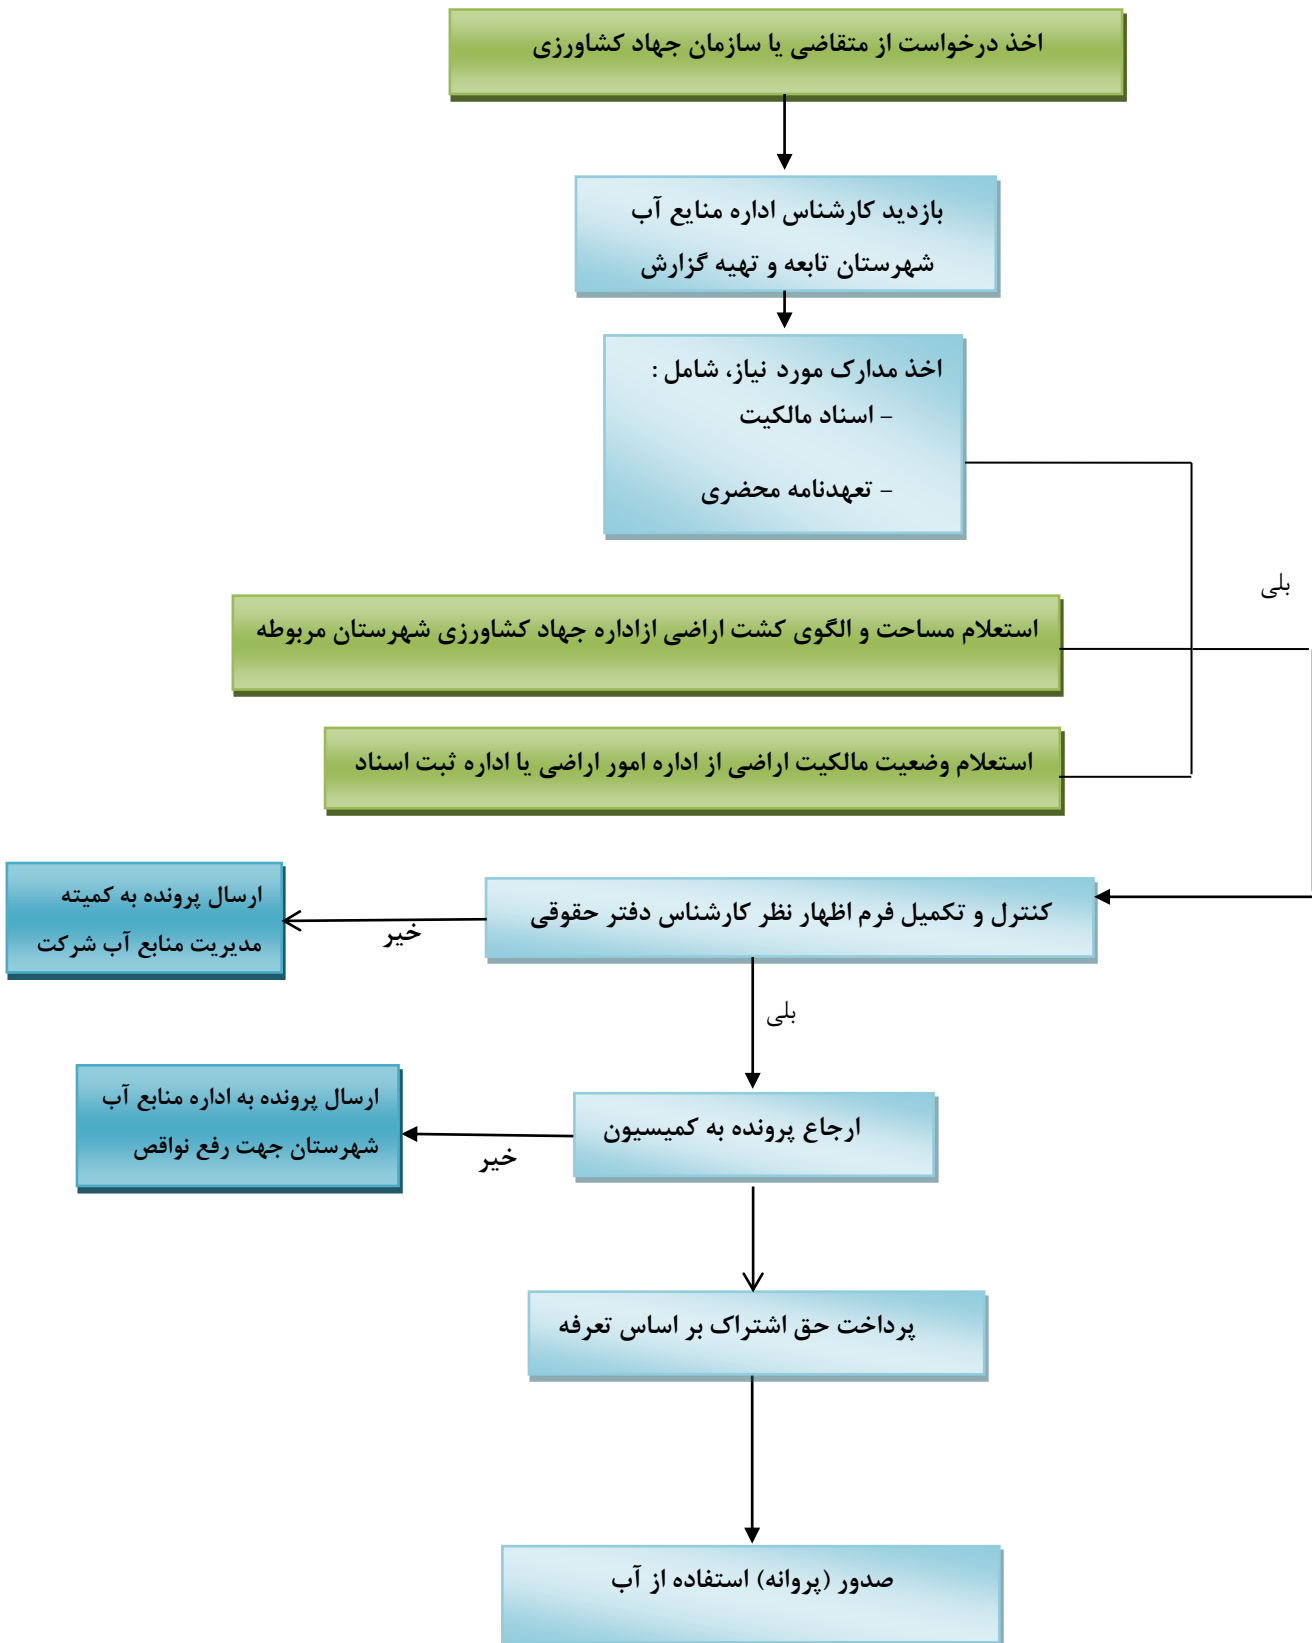 اخذ درخواست از متقاضی یا سازمان جهاد کشاورزی
بازدید کارشناس اداره منایع آب
شهرستان تابعه و تهیه گزارش
اخذ مدارک مورد نیاز، شامل :
- اسناد مالکیت
- تعهدنامه محضری
بلی
استعلام مساحت و الگوی کشت اراضی ازاداره جهاد کشاورزی شهرستان مربوطه
استعلام وضعیت مالکیت اراضی از اداره امور اراضی یا اداره ثبت اسناد
کنترل و تکمیل فرم اظهار نظر کارشناس دفتر حقوقی
خیر
ارسال پرونده به کمیته
مدیریت منابع آب شرکت
بلی
ارجاع پرونده به کمیسیون
خیر
ارسال پرونده به اداره منابع آب
شهرستان جهت رفع نواقص
پرداخت حق اشتراک بر اساس تعرفه
صدور (پروانه) استفاده از آب